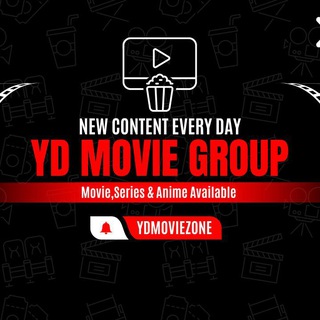 NEW CONTENT EVERY DAY
YD MOVIE GROUP
Movie,Series & Anime Available
YDMOVIEZONE